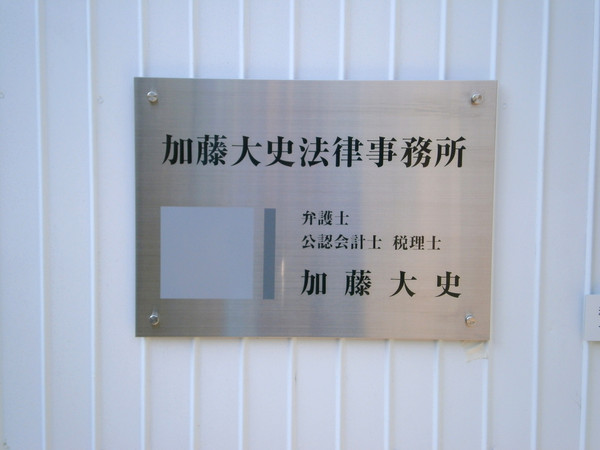 加藤大史法律事務所
弁護士
公認会計士 税理士
加藤大史